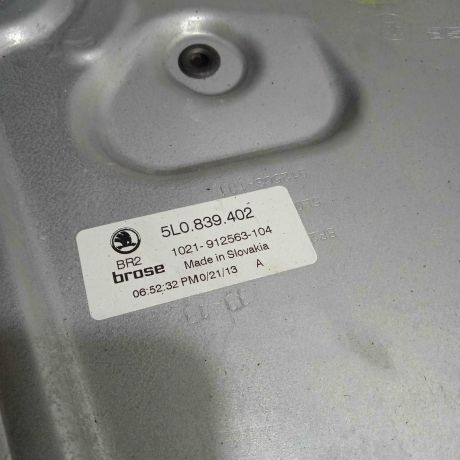 5L0.839.402
BR2
1021-912563-104
brose
Made in Slovakia
06:52:32 PM0/21/13 A